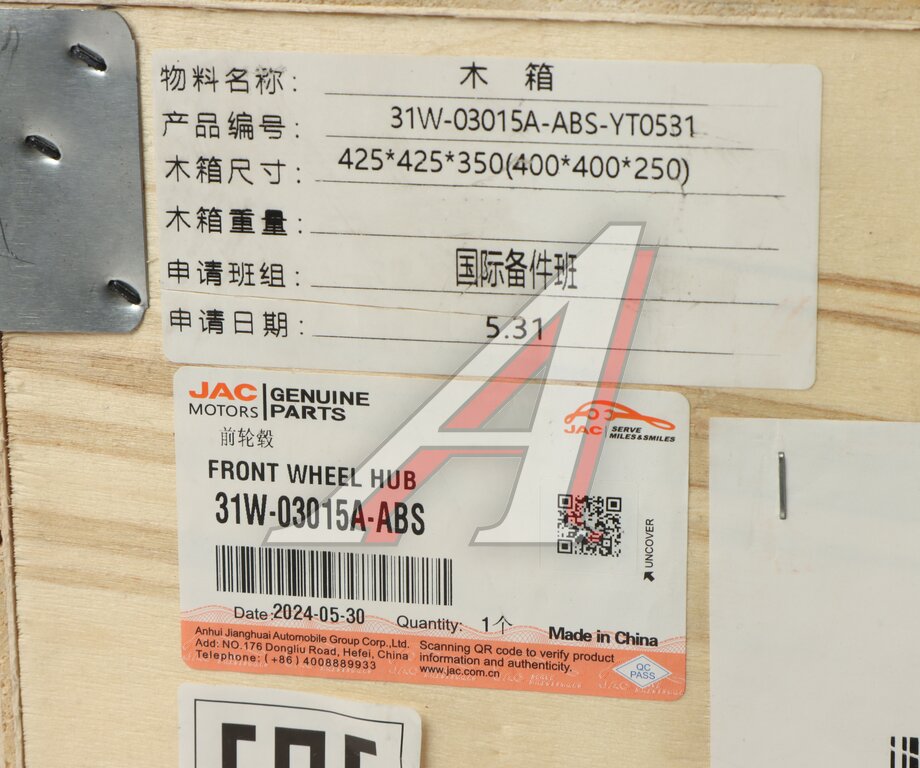 物料名称: 木 箱
产品编号: 31W-03015A-ABS-YT0531
木箱尺寸: 425*425*350(400*400*250)
木箱重量:
申请班组: 国际备件班
申请日期: 5.31
JAC MOTORS GENUINE PARTS
JAC SERVE MILES&SMILES
前轮毂
FRONT WHEEL HUB
31W-03015A-ABS
UNCOVER
Date:2024-05-30 Quantity: 1个 Made in China
Anhui Jianghuai Automobile Group Corp.,Ltd.
Add: NO.176 Dongliu Road, Hefei, China
Telephone: (+86) 4008889933
Scanning QR code to verify product
information and authenticity.
www.jac.com.cn
QC
PASS